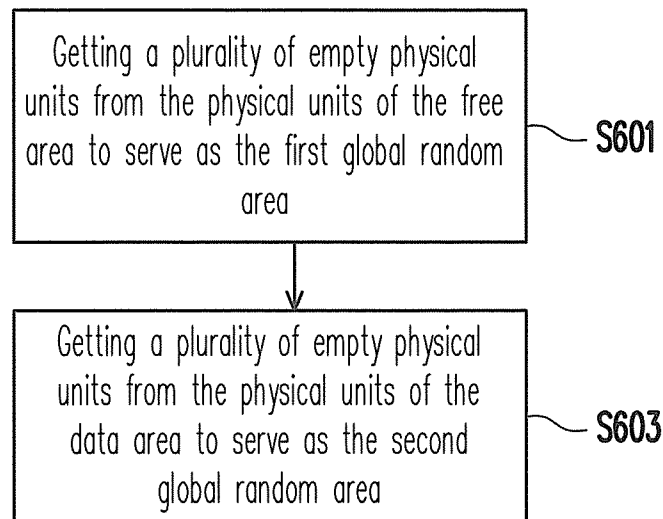 Getting a plurality of empty physical
units from the physical units of the free
area to serve as the first global random
area
S601
Getting a plurality of empty physical
units from the physical units of the
data area to serve as the second
global random area
S603